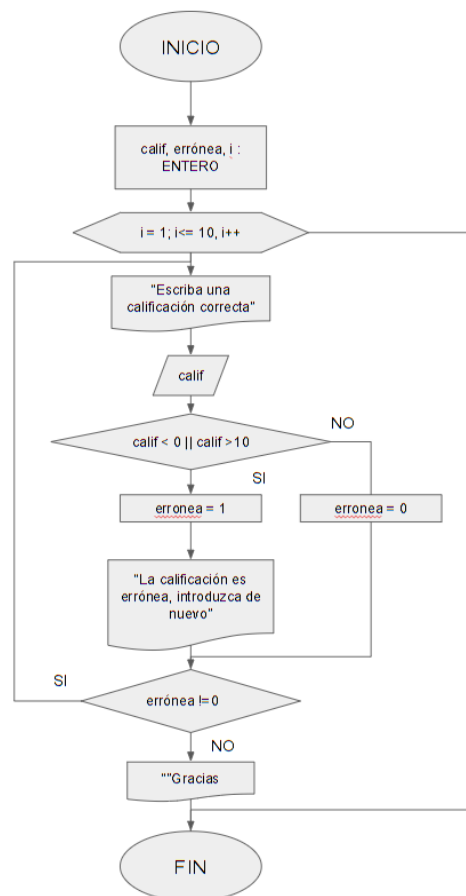 INICIO
calif, errónea, i :
ENTERO
i = 1; i<= 10, i++
"Escriba una
calificación correcta"
calif
calif < 0 || calif >10
NO
SI
erronea = 1
erronea = 0
"La calificación es
errónea, introduzca de
nuevo"
SI
errónea !=0
NO
""Gracias
FIN